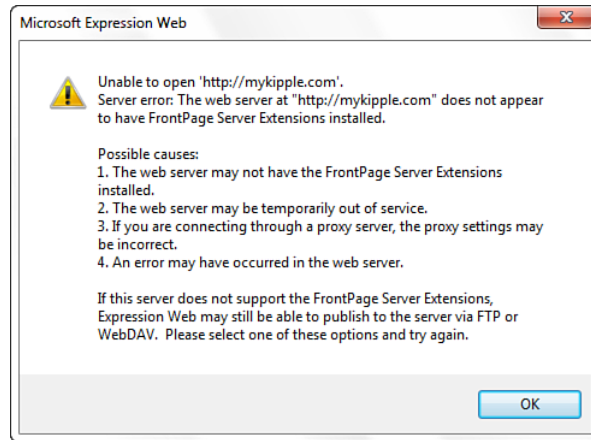 Microsoft Expression Web
Unable to open 'http://mykipple.com'.
Server error: The web server at "http://mykipple.com" does not appear
to have FrontPage Server Extensions installed.
Possible causes:
1. The web server may not have the FrontPage Server Extensions
installed.
2. The web server may be temporarily out of service.
3. If you are connecting through a proxy server, the proxy settings may
be incorrect.
4. An error may have occurred in the web server.
If this server does not support the FrontPage Server Extensions,
Expression Web may still be able to publish to the server via FTP or
WebDAV.  Please select one of these options and try again.
OK